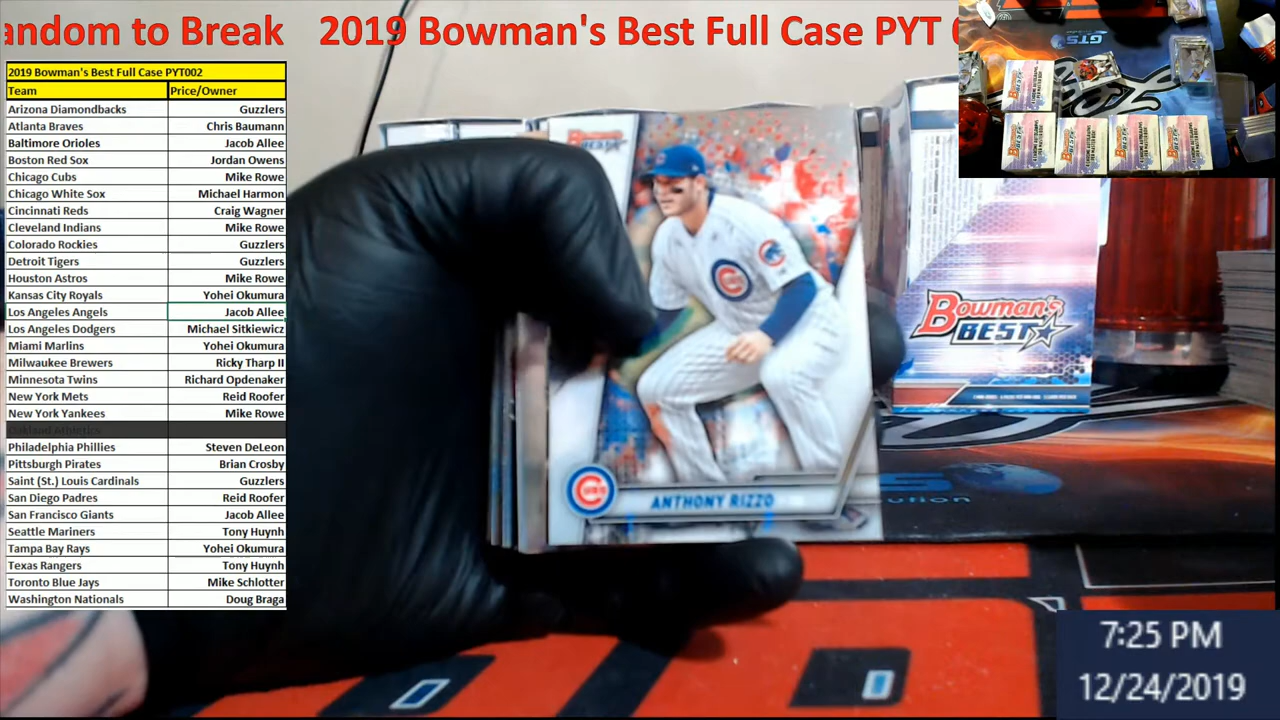 andom to Break 2019 Bowman's Best Full Case PYT
2019 Bowman's Best Full Case PYT002
Team Price/Owner
Arizona Diamondbacks Guzzlers
Atlanta Braves Chris Baumann
Baltimore Orioles Jacob Allee
Boston Red Sox Jordan Owens
Chicago Cubs Mike Rowe
Chicago White Sox Michael Harmon
Cincinnati Reds Craig Wagner
Cleveland Indians Mike Rowe
Colorado Rockies Guzzlers
Detroit Tigers Guzzlers
Houston Astros Mike Rowe
Kansas City Royals Yohei Okumura
Los Angeles Angels Jacob Allee
Los Angeles Dodgers Michael Sitkiewicz
Miami Marlins Yohei Okumura
Milwaukee Brewers Ricky Tharp II
Minnesota Twins Richard Opdenaker
New York Mets Reid Roofer
New York Yankees Mike Rowe
Oakland Athletics
Philadelphia Phillies Steven DeLeon
Pittsburgh Pirates Brian Crosby
Saint (St.) Louis Cardinals Guzzlers
San Diego Padres Reid Roofer
San Francisco Giants Jacob Allee
Seattle Mariners Tony Huynh
Tampa Bay Rays Yohei Okumura
Texas Rangers Tony Huynh
Toronto Blue Jays Mike Schlotter
Washington Nationals Doug Braga
Bowman's
BEST
ANTHONY RIZZO
Bowman's
BEST
GTS
7:25 PM
12/24/2019